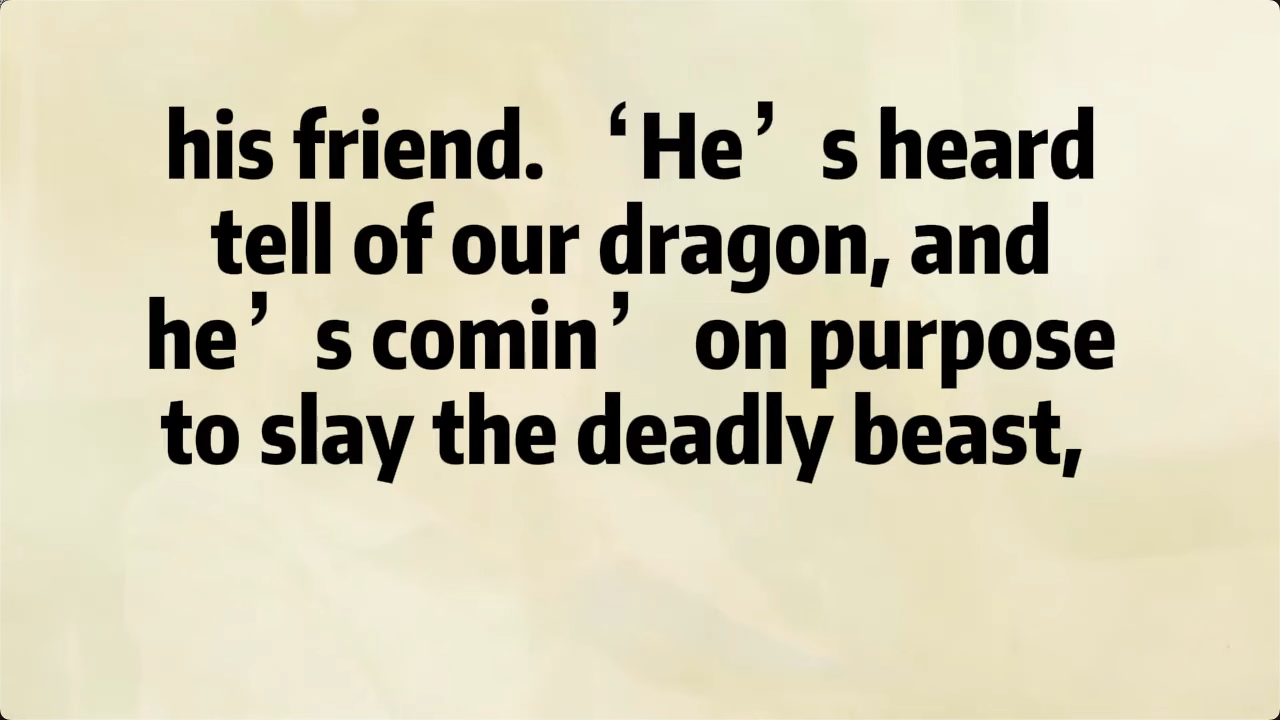 his friend. ‘He’s heard
tell of our dragon, and
he’s comin’ on purpose
to slay the deadly beast,